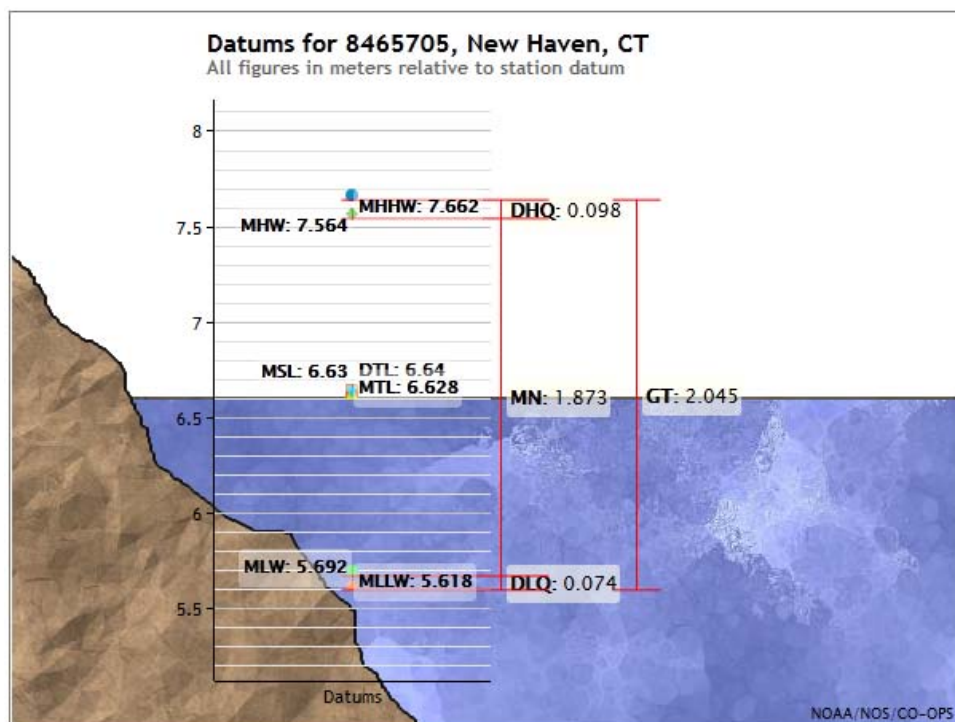 Datums for 8465705, New Haven, CT
All figures in meters relative to station datum
8
MHHW: 7.662
DHQ: 0.098
MHW: 7.564
7.5
7
MSL: 6.63
DTL: 6.64
MTL: 6.628
MN: 1.873
GT: 2.045
6.5
6
MLW: 5.692
MLLW: 5.618
DLQ: 0.074
5.5
Datums
NOAA/NOS/CO-OPS